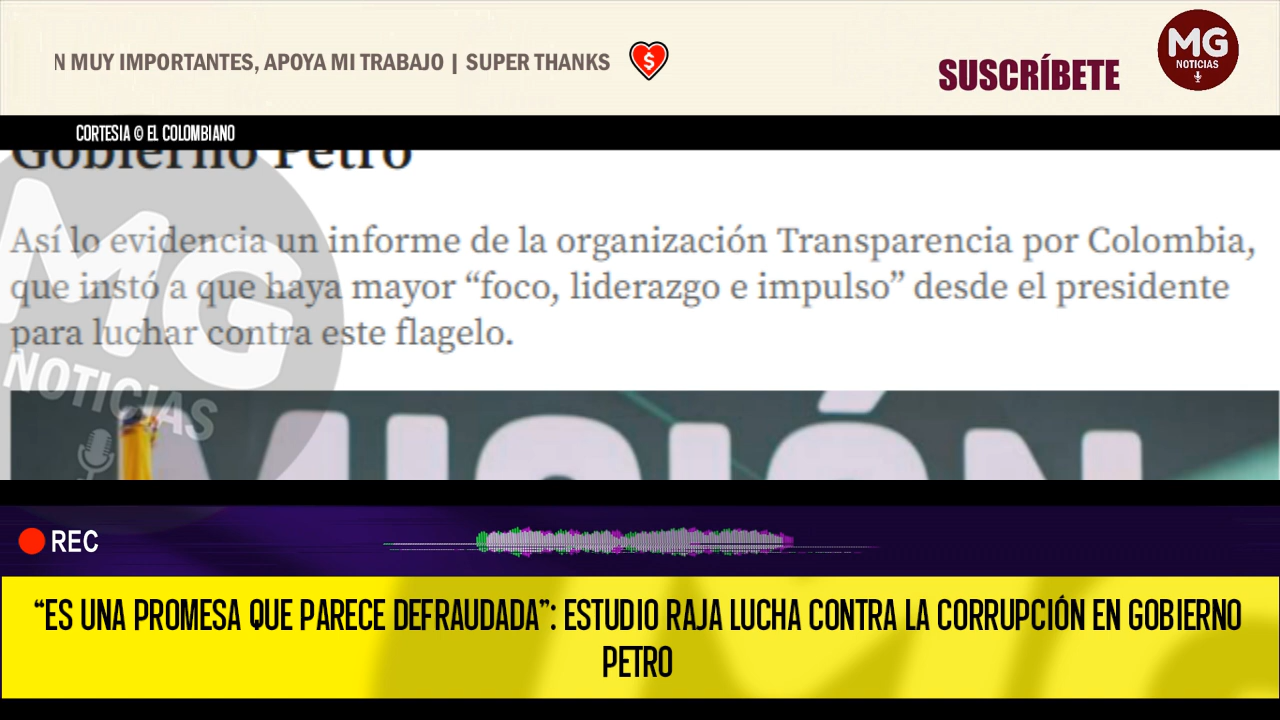 N MUY IMPORTANTES, APOYA MI TRABAJO | SUPER THANKS
SUSCRÍBETE
MG
NOTICIAS
CORTESIA © EL COLOMBIANO
Gobierno Petro
Así lo evidencia un informe de la organización Transparencia por Colombia,
que instó a que haya mayor “foco, liderazgo e impulso” desde el presidente
para luchar contra este flagelo.
MG
NOTICIAS
REC
“ES UNA PROMESA QUE PARECE DEFRAUDADA”: ESTUDIO RAJA LUCHA CONTRA LA CORRUPCIÓN EN GOBIERNO
PETRO